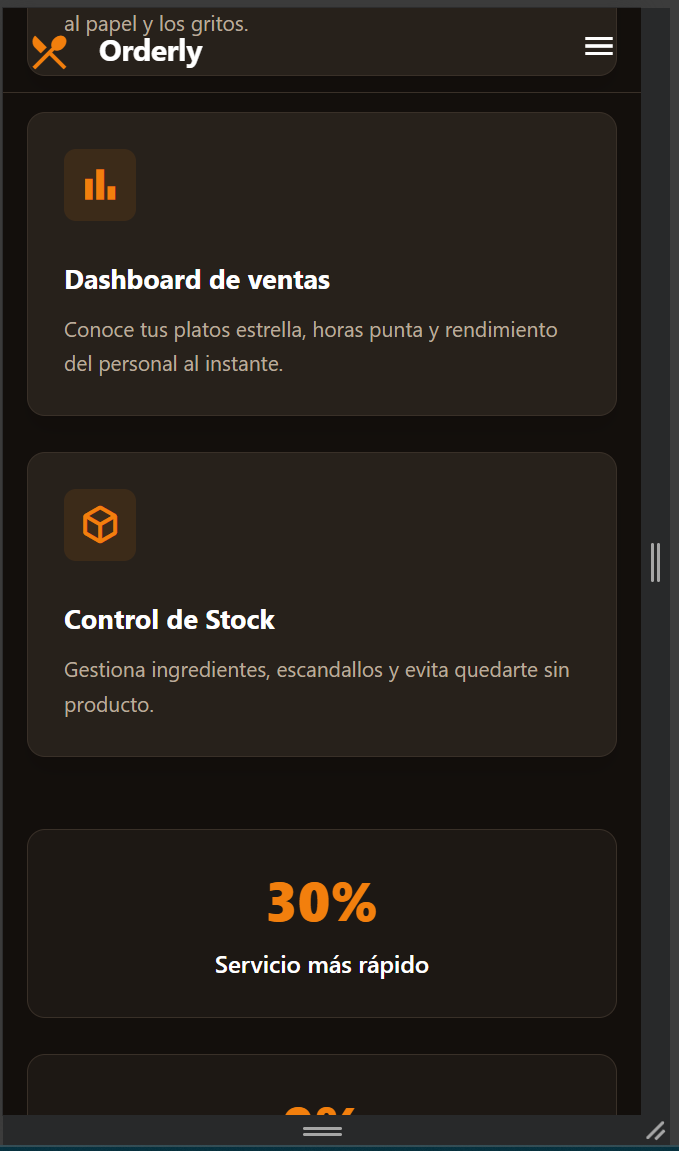 al papel y los gritos.
Orderly
Dashboard de ventas
Conoce tus platos estrella, horas punta y rendimiento
del personal al instante.
Control de Stock
Gestiona ingredientes, escandallos y evita quedarte sin
producto.
30%
Servicio más rápido